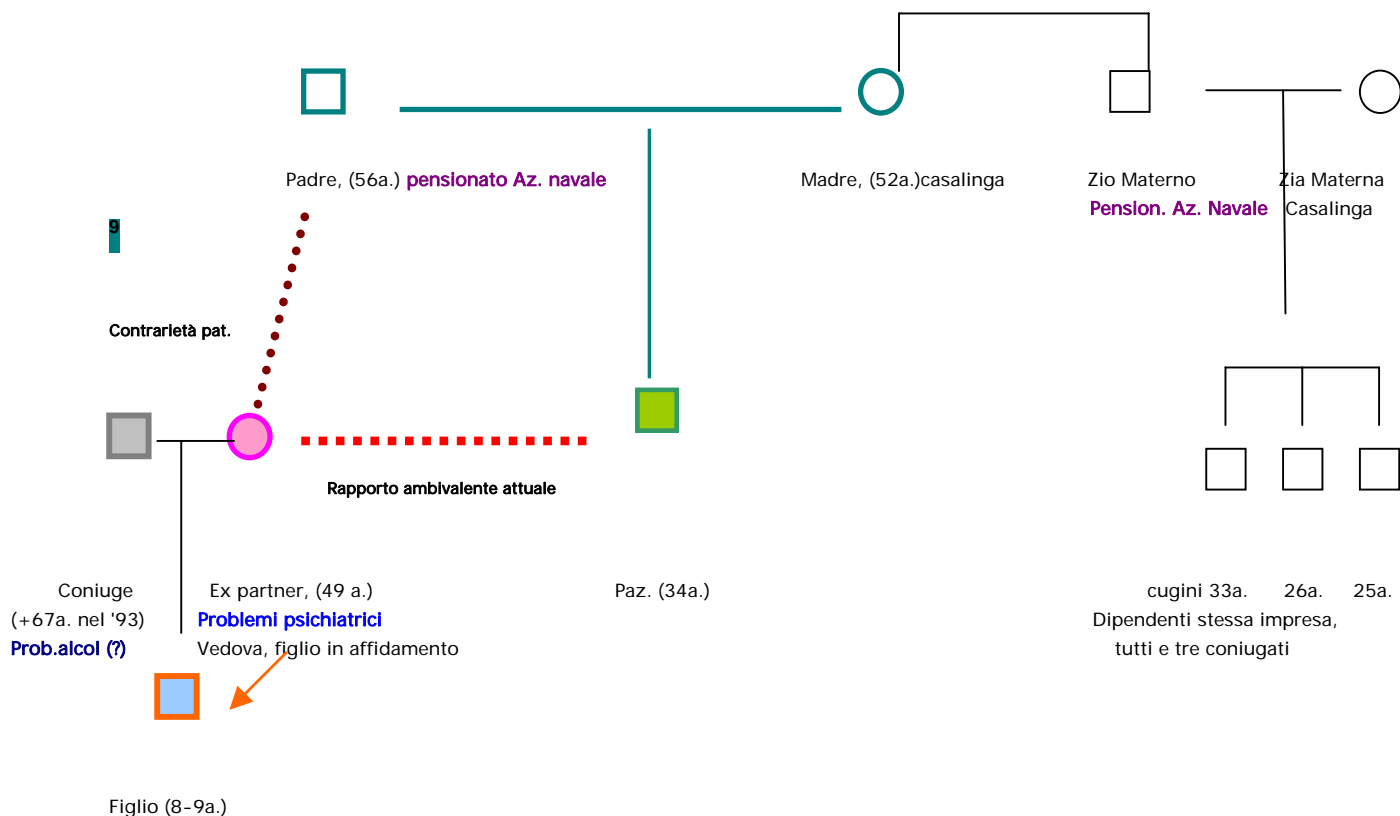 Padre, (56a.) pensionato Az. navale
Madre, (52a.)casalinga
Zio Materno
Pension. Az. Navale
Zia Materna
Casalinga
9
Contrarietà pat.
Rapporto ambivalente attuale
Coniuge
(+67a. nel '93)
Prob.alcol (?)
Ex partner, (49 a.)
Problemi psichiatrici
Vedova, figlio in affidamento
Paz. (34a.)
cugini 33a. 26a. 25a.
Dipendenti stessa impresa,
tutti e tre coniugati
Figlio (8-9a.)